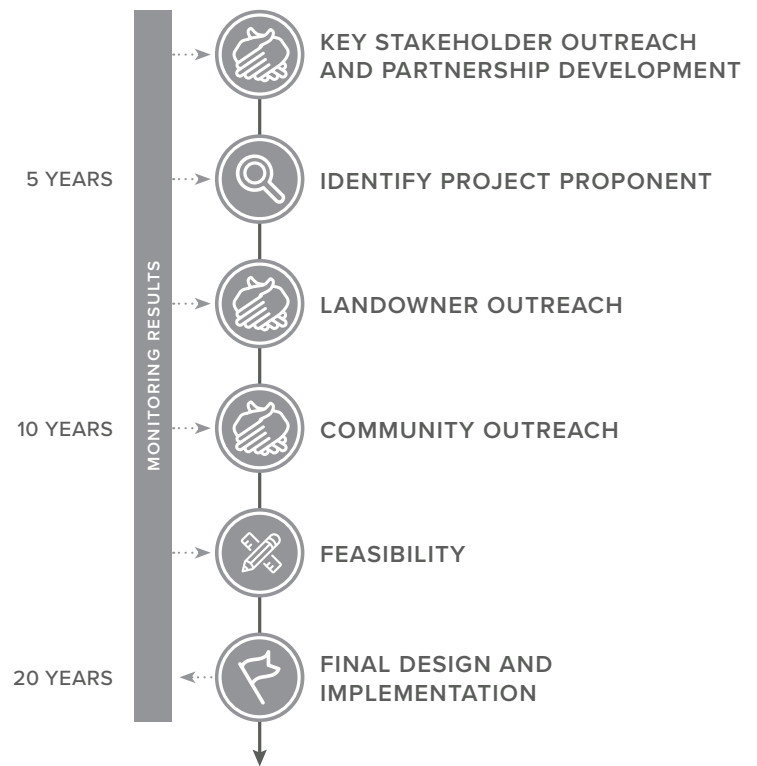 KEY STAKEHOLDER OUTREACH
AND PARTNERSHIP DEVELOPMENT
5 YEARS
IDENTIFY PROJECT PROPONENT
MONITORING RESULTS
LANDOWNER OUTREACH
10 YEARS
COMMUNITY OUTREACH
FEASIBILITY
20 YEARS
FINAL DESIGN AND
IMPLEMENTATION